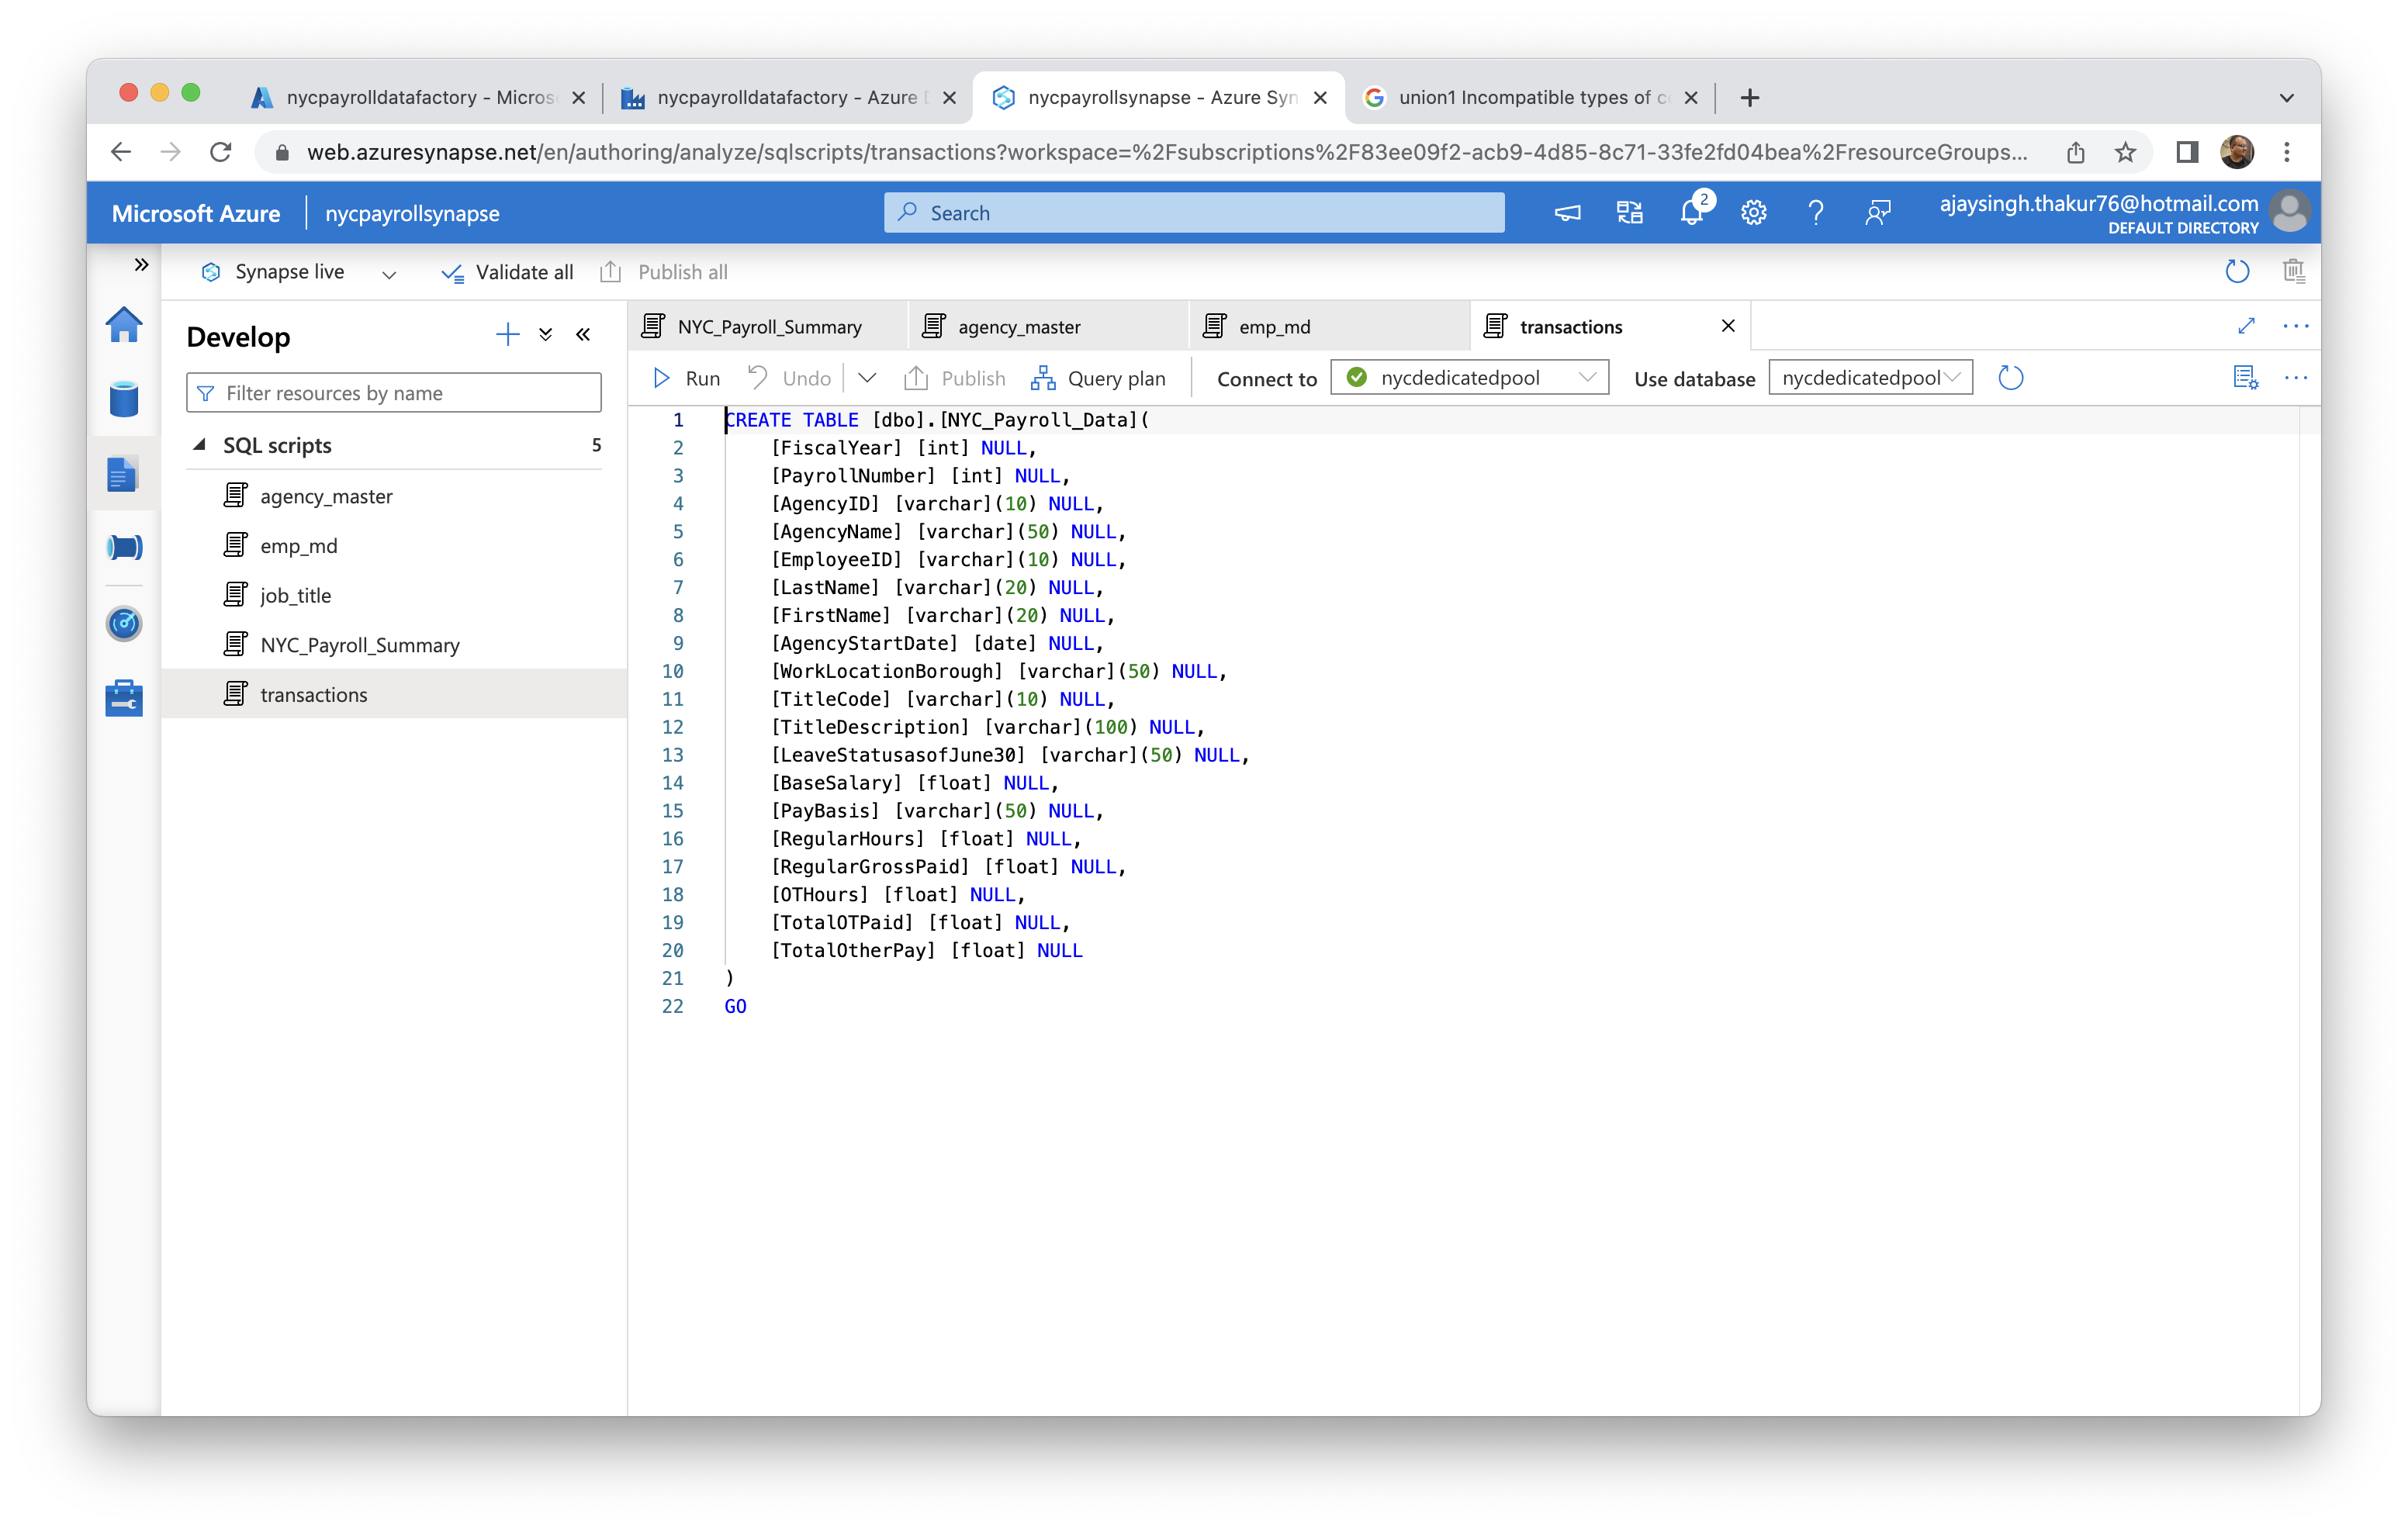 nycpayrolldatafactory - Micros
nycpayrolldatafactory - Azure
nycpayrollsynapse - Azure Syn
union1 Incompatible types of c
web.azuresynapse.net/en/authoring/analyze/sqlscripts/transactions?workspace=%2Fsubscriptions%2F83ee09f2-acb9-4d85-8c71-33fe2fd04bea%2FresourceGroups...
Microsoft Azure
nycpayrollsynapse
Search
2
ajaysingh.thakur76@hotmail.com
DEFAULT DIRECTORY
Synapse live
Validate all
Publish all
Develop
Filter resources by name
SQL scripts 5
agency_master
emp_md
job_title
NYC_Payroll_Summary
transactions
NYC_Payroll_Summary
agency_master
emp_md
transactions
Run
Undo
Publish
Query plan
Connect to nycdedicatedpool
Use database nycdedicatedpool
1 CREATE TABLE [dbo].[NYC_Payroll_Data](
2 [FiscalYear] [int] NULL,
3 [PayrollNumber] [int] NULL,
4 [AgencyID] [varchar](10) NULL,
5 [AgencyName] [varchar](50) NULL,
6 [EmployeeID] [varchar](10) NULL,
7 [LastName] [varchar](20) NULL,
8 [FirstName] [varchar](20) NULL,
9 [AgencyStartDate] [date] NULL,
10 [WorkLocationBorough] [varchar](50) NULL,
11 [TitleCode] [varchar](10) NULL,
12 [TitleDescription] [varchar](100) NULL,
13 [LeaveStatusasofJune30] [varchar](50) NULL,
14 [BaseSalary] [float] NULL,
15 [PayBasis] [varchar](50) NULL,
16 [RegularHours] [float] NULL,
17 [RegularGrossPaid] [float] NULL,
18 [OTHours] [float] NULL,
19 [TotalOTPaid] [float] NULL,
20 [TotalOtherPay] [float] NULL
21 )
22 GO